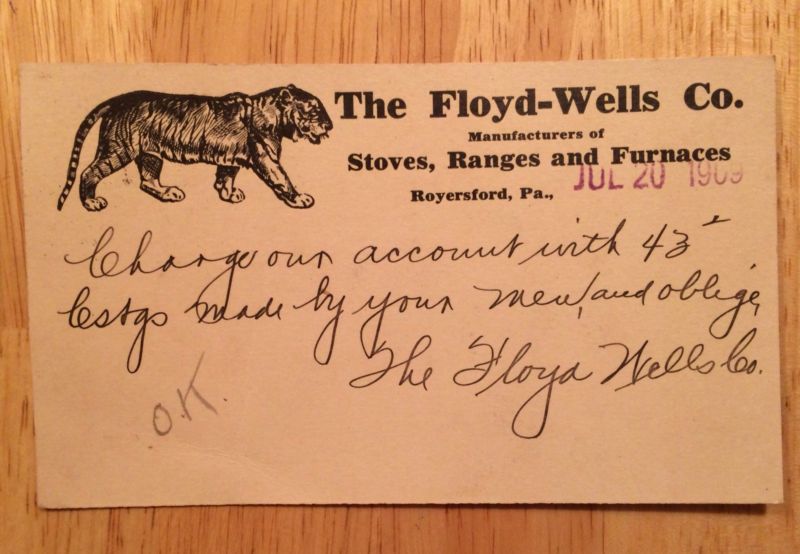 The Floyd-Wells Co.
Manufacturers of
Stoves, Ranges and Furnaces
Royersford, Pa., JUL 20 1909
Charge our account with 43#
Cstgs made by your men, and oblige,
The Floyd Wells Co.
O.K.